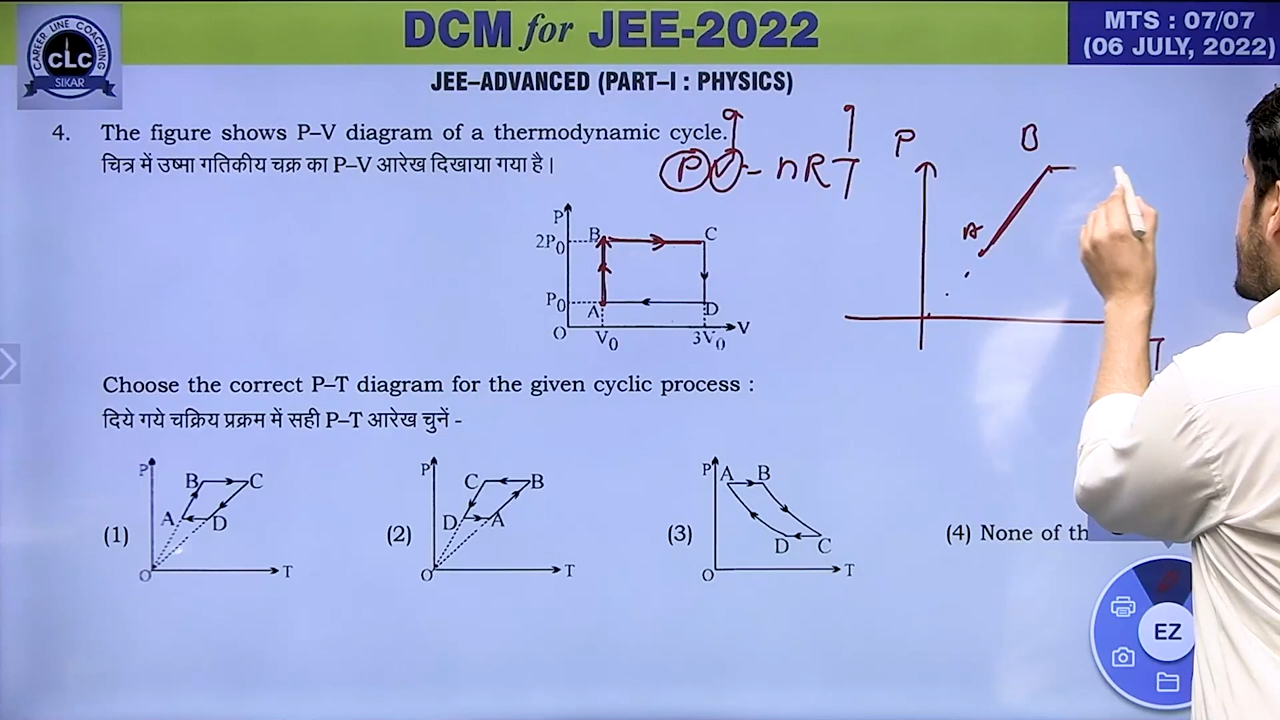 CAREER LINE COACHING
CLC
SIKAR
DCM for JEE-2022
MTS : 07/07
(06 JULY, 2022)
JEE–ADVANCED (PART–I : PHYSICS)
4. The figure shows P–V diagram of a thermodynamic cycle.
चित्र में उष्मा गतिकीय चक्र का P–V आरेख दिखाया गया है।
PV = nRT
P
B
A
T
P
2P0
B
C
P0
A
D
O
V0
3V0
V
Choose the correct P–T diagram for the given cyclic process :
दिये गये चक्रिय प्रक्रम में सही P–T आरेख चुनें -
(1)
P
B
C
A
D
O
T
(2)
P
C
B
D
A
O
T
(3)
P
A
B
D
C
O
T
(4) None of th
EZ